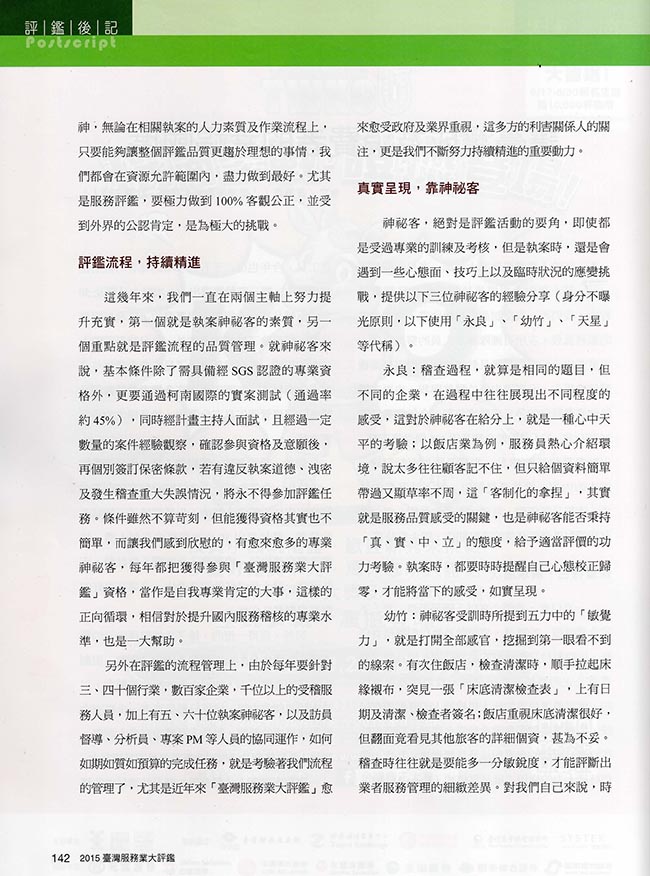 評|鑑|後|記
Postscript
神，無論在相關執案的人力素質及作業流程上，
只要能夠讓整個評鑑品質更趨於理想的事情，我
們都會在資源允許範圍內，盡力做到最好。尤其
是服務評鑑，要極力做到100% 客觀公正，並受
到外界的公認肯定，是為極大的挑戰。
評鑑流程，持續精進
這幾年來，我們一直在兩個主軸上努力提
升充實，第一個就是執案神祕客的素質，另一
個重點就是評鑑流程的品質管理。就神祕客來
說，基本條件除了需具備經 SGS 認證的專業資
格外，更要通過柯南國際的實案測試（通過率
約 45%），同時經計畫主持人面試，且經過一定
數量的案件經驗觀察，確認參與資格及意願後，
再個別簽訂保密條款，若有違反執案道德、洩密
及發生稽查重大失誤情況，將永不得參加評鑑任
務。條件雖然不算苛刻，但能獲得資格其實也不
簡單，而讓我們感到欣慰的，有愈來愈多的專業
神祕客，每年都把獲得參與「臺灣服務業大評
鑑」資格，當作是自我專業肯定的大事，這樣的
正向循環，相信對於提升國內服務稽核的專業水
準，也是一大幫助。
另外在評鑑的流程管理上，由於每年要針對
三、四十個行業，數百家企業，千位以上的受稽服
務人員，加上有五、六十位執案神祕客，以及訪員
督導、分析員、專案 PM 等人員的協同運作，如何
如期如質如預算的完成任務，就是考驗著我們流程
的管理了，尤其是近年來「臺灣服務業大評鑑」愈
來愈受政府及業界重視，這多方的利害關係人的關
注，更是我們不斷努力持續精進的重要動力。
真實呈現，靠神祕客
神祕客，絕對是評鑑活動的要角，即使都
是受過專業的訓練及考核，但是執案時，還是會
遇到一些心態面、技巧上以及臨時狀況的應變挑
戰，提供以下三位神祕客的經驗分享（身分不曝
光原則，以下使用「永良」、「幼竹」、「天星」
等代稱）。
永良：稽查過程，就算是相同的題目，但
不同的企業，在過程中往往展現出不同程度的
感受，這對於神祕客在給分上，就是一種心中天
平的考驗；以飯店業為例，服務員熱心介紹環
境，說太多往往顧客記不住，但只給個資料簡單
帶過又顯草率不周，這「客制化的拿捏」，其實
就是服務品質感受的關鍵，也是神祕客能否秉持
「真、實、中、立」的態度，給予適當評價的功
力考驗。執案時，都要時時提醒自己心態校正歸
零，才能將當下的感受，如實呈現。
幼竹：神祕客受訓時所提到五力中的「敏覺
力」，就是打開全部感官，挖掘到第一眼看不到
的線索。有次住飯店，檢查清潔時，順手拉起床
緣襯布，突見一張「床底清潔檢查表」，上有日
期及清潔、檢查者簽名；飯店重視床底清潔很好，
但翻面竟看見其他旅客的詳細個資，甚為不妥。
稽查時往往就是要能多一分敏銳度，才能評斷出
業者服務管理的細緻差異。對我們自己來說，時
142 2015 臺灣服務業大評鑑